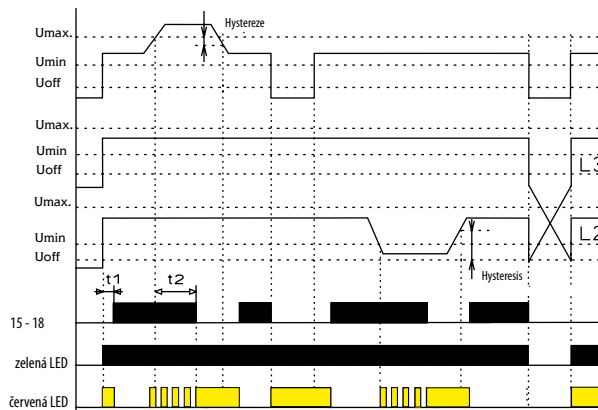 Hystereze
Umax.
Umin
Uoff
Umax.
Umin
Uoff
L3
Umax.
Umin
Uoff
L2
Hysteresis
t1
t2
15 - 18
zelená LED
červená LED